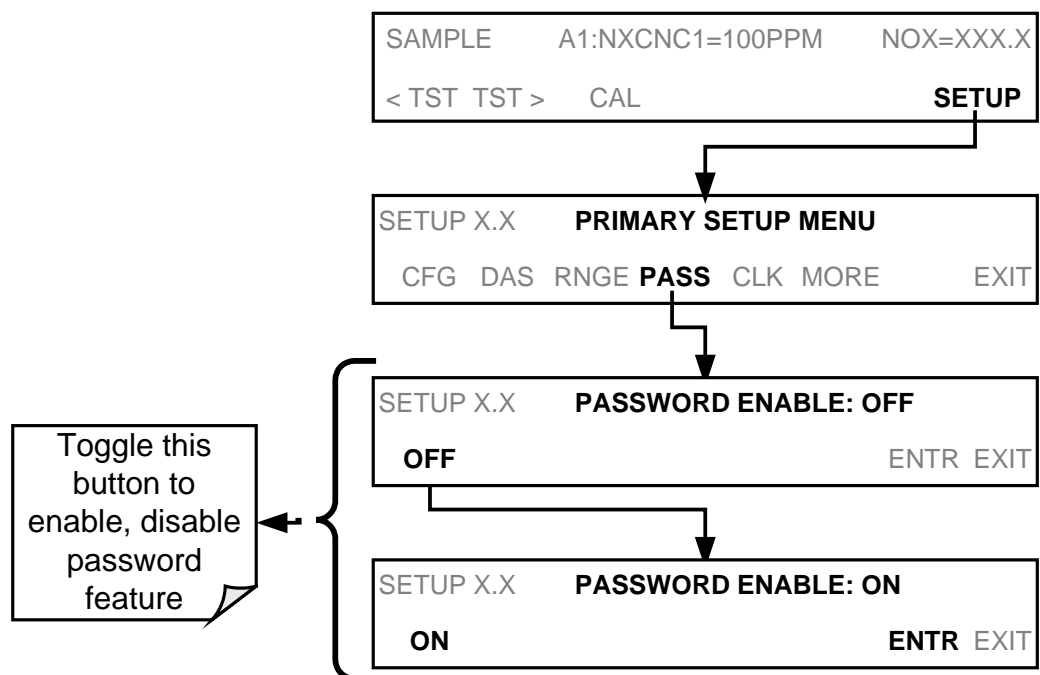 SAMPLE A1:NXCNC1=100PPM NOX=XXX.X
< TST TST > CAL SETUP
SETUP X.X PRIMARY SETUP MENU
CFG DAS RNGE PASS CLK MORE EXIT
SETUP X.X PASSWORD ENABLE: OFF
OFF ENTR EXIT
Toggle this
button to
enable, disable
password
feature
SETUP X.X PASSWORD ENABLE: ON
ON ENTR EXIT